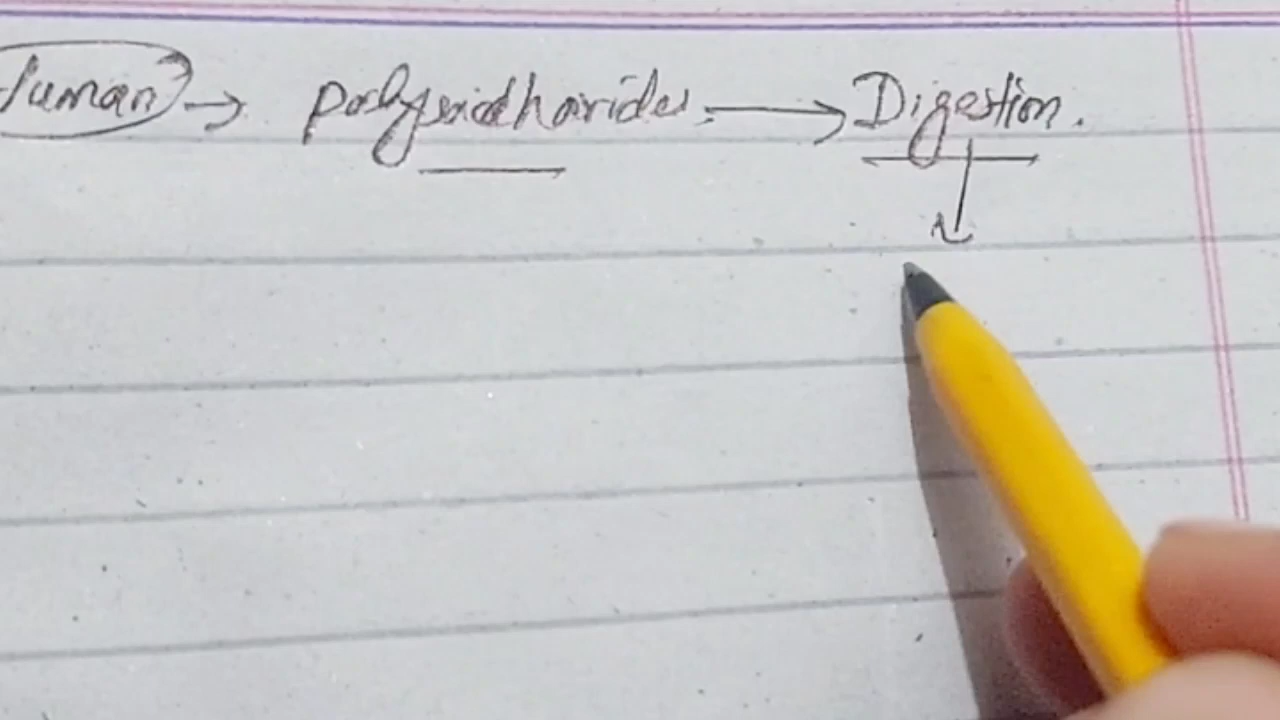 Human → polysaccharides. → Digestion.
↓